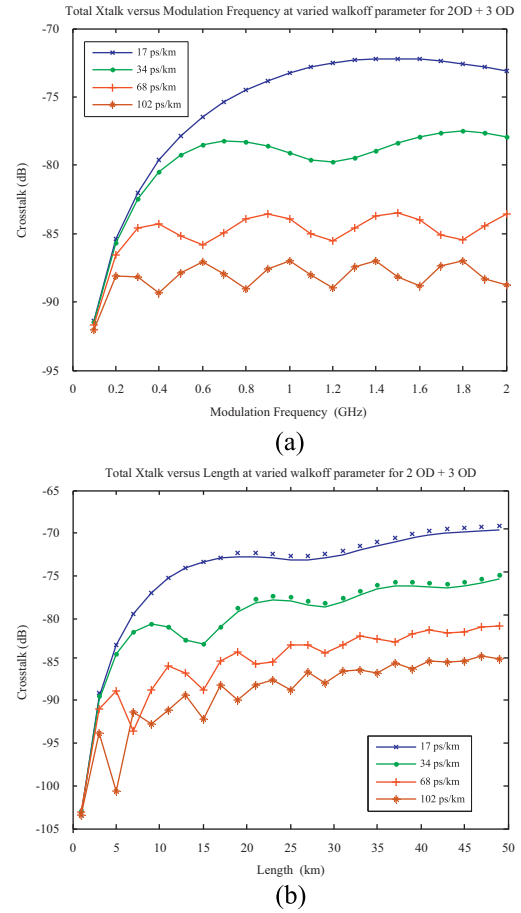 Total Xtalk versus Modulation Frequency at varied walkoff parameter for 2OD + 3 OD
-70
-75
-80
-85
-90
-95
Crosstalk (dB)
17 ps/km
34 ps/km
68 ps/km
102 ps/km
0 0.2 0.4 0.6 0.8 1 1.2 1.4 1.6 1.8 2
Modulation Frequency (GHz)
(a)
Total Xtalk versus Length at varied walkoff parameter for 2 OD + 3 OD
-65
-70
-75
-80
-85
-90
-95
-100
-105
Crosstalk (dB)
17 ps/km
34 ps/km
68 ps/km
102 ps/km
0 5 10 15 20 25 30 35 40 45 50
Length (km)
(b)